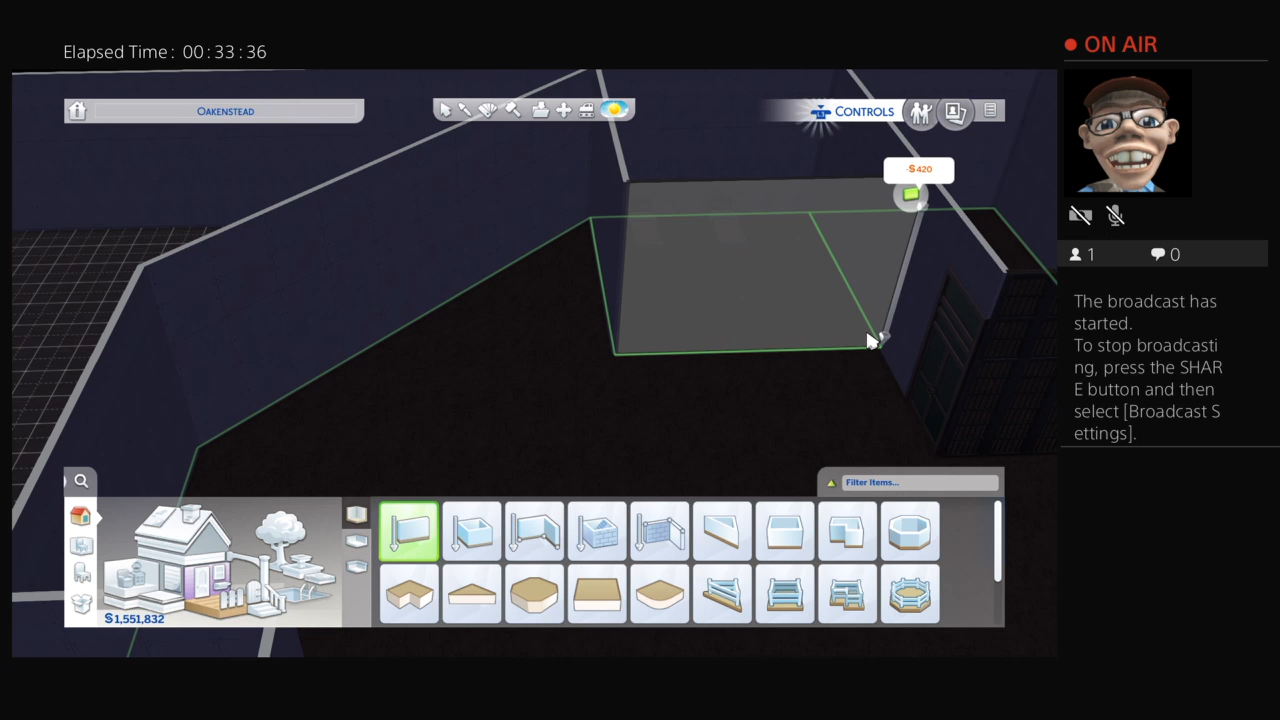 Elapsed Time: 00:33:36
ON AIR
OAKENSTEAD
L3 CONTROLS
-§420
1
0
The broadcast has
started.
To stop broadcasti
ng, press the SHAR
E button and then
select [Broadcast S
ettings].
Filter Items...
§1,551,832